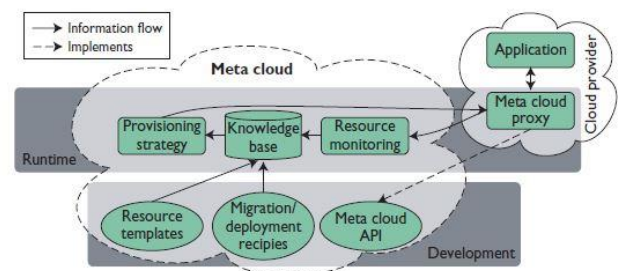 Information flow
Implements
Meta cloud
Application
Cloud provider
Meta cloud
proxy
Provisioning
strategy
Knowledge
base
Resource
monitoring
Runtime
Resource
templates
Migration/
deployment
recipies
Meta cloud
API
Development